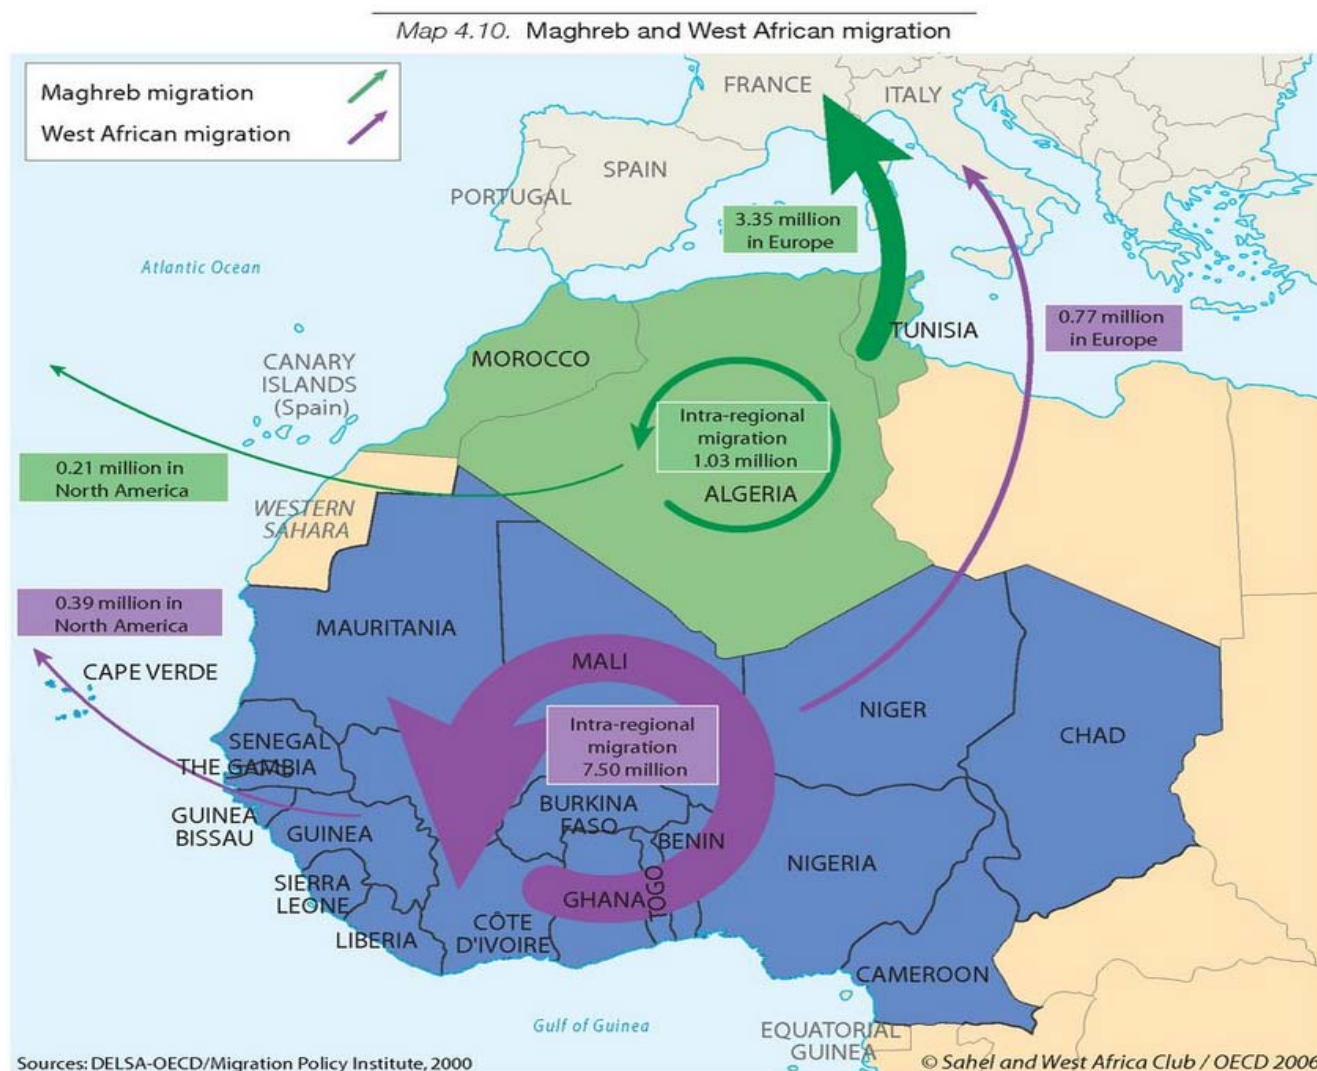 Map 4.10. Maghreb and West African migration
Maghreb migration
West African migration
FRANCE
ITALY
SPAIN
PORTUGAL
3.35 million
in Europe
Atlantic Ocean
0.77 million
in Europe
TUNISIA
MOROCCO
CANARY
ISLANDS
(Spain)
Intra-regional
migration
1.03 million
ALGERIA
0.21 million in
North America
WESTERN
SAHARA
0.39 million in
North America
MAURITANIA
CAPE VERDE
MALI
NIGER
CHAD
Intra-regional
migration
7.50 million
SENEGAL
THE GAMBIA
GUINEA
BISSAU
GUINEA
BURKINA
FASO
BENIN
NIGERIA
SIERRA
LEONE
GHANA
TOGO
LIBERIA
CÔTE
D'IVOIRE
CAMEROON
Gulf of Guinea
EQUATORIAL
GUINEA
Sources: DELSA-OECD/Migration Policy Institute, 2000
© Sahel and West Africa Club / OECD 2006